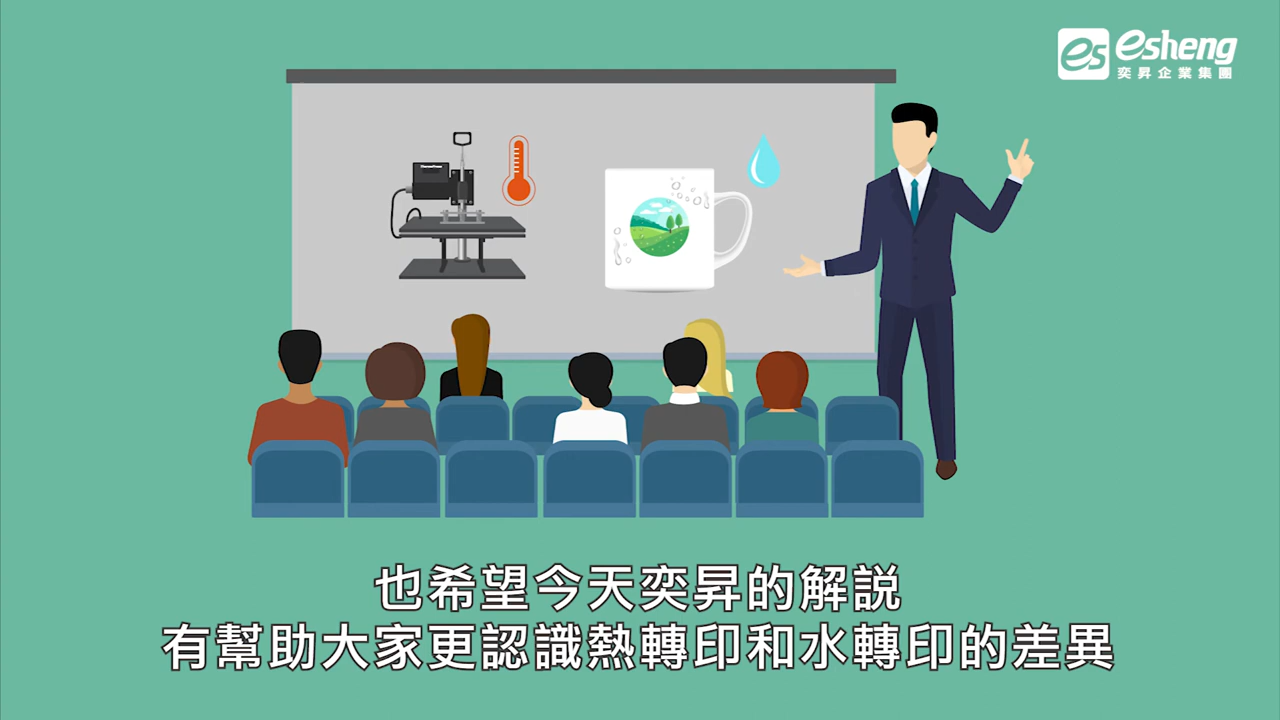 es esheng
奕昇企業集團
也希望今天奕昇的解說
有幫助大家更認識熱轉印和水轉印的差異